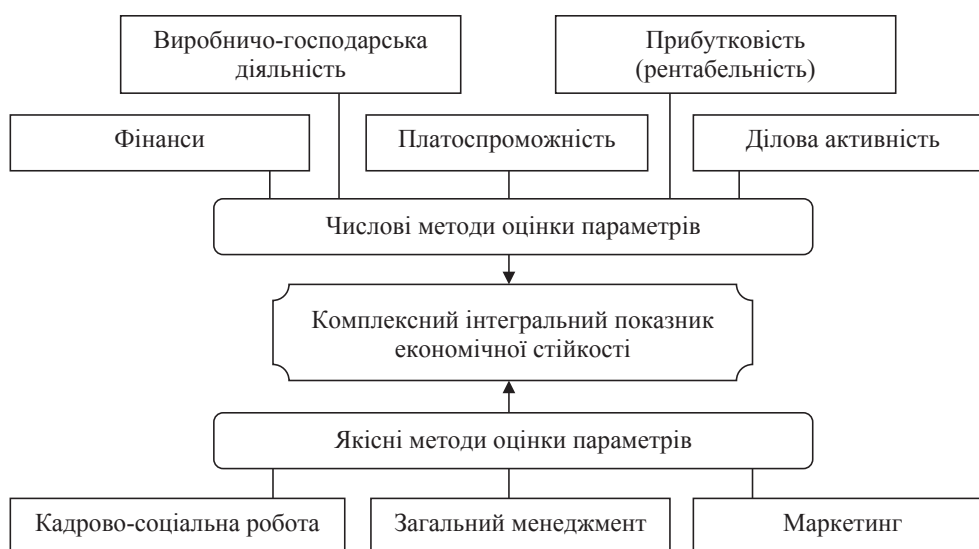 Виробничо-господарська
діяльність
Прибутковість
(рентабельність)
Фінанси
Платоспроможність
Ділова активність
Числові методи оцінки параметрів
Комплексний інтегральний показник
економічної стійкості
Якісні методи оцінки параметрів
Кадрово-соціальна робота
Загальний менеджмент
Маркетинг